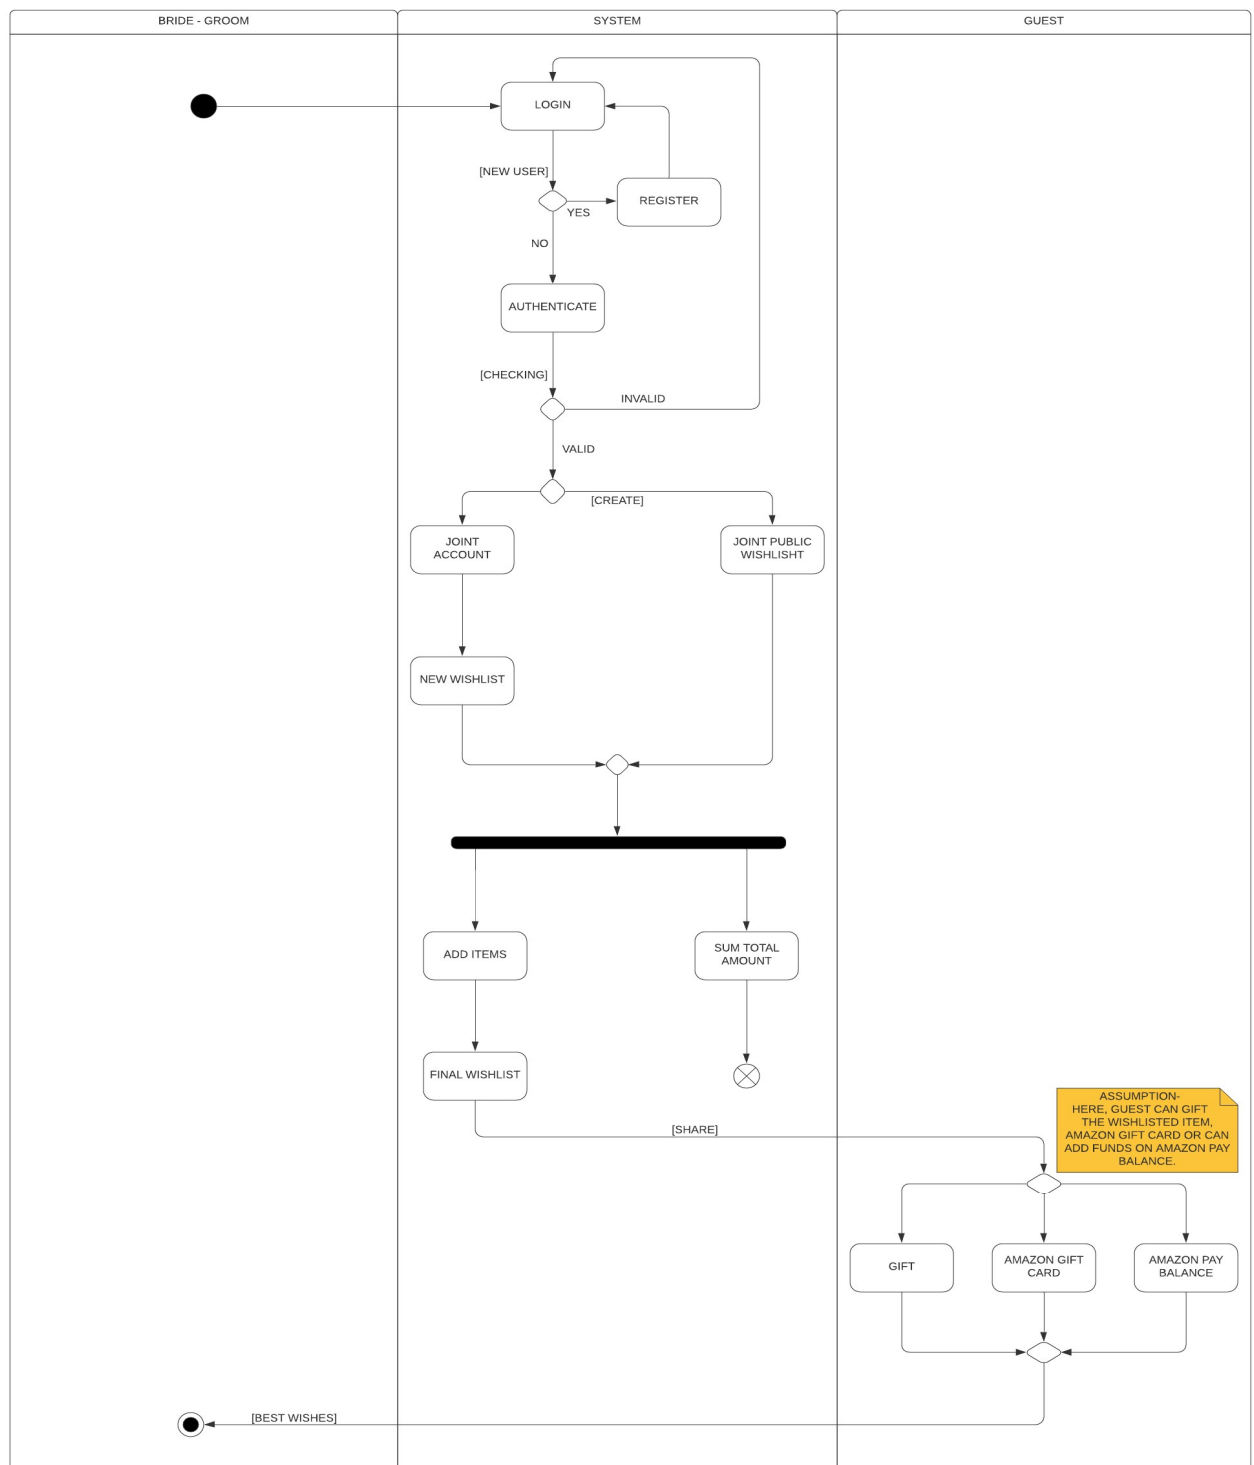 BRIDE - GROOM
SYSTEM
GUEST
LOGIN
[NEW USER]
REGISTER
YES
NO
AUTHENTICATE
[CHECKING]
INVALID
VALID
[CREATE]
JOINT
ACCOUNT
JOINT PUBLIC
WISHLISHT
NEW WISHLIST
ADD ITEMS
SUM TOTAL
AMOUNT
FINAL WISHLIST
ASSUMPTION-
HERE, GUEST CAN GIFT
THE WISHLISTED ITEM,
AMAZON GIFT CARD OR CAN
ADD FUNDS ON AMAZON PAY
BALANCE.
[SHARE]
GIFT
AMAZON GIFT
CARD
AMAZON PAY
BALANCE
[BEST WISHES]